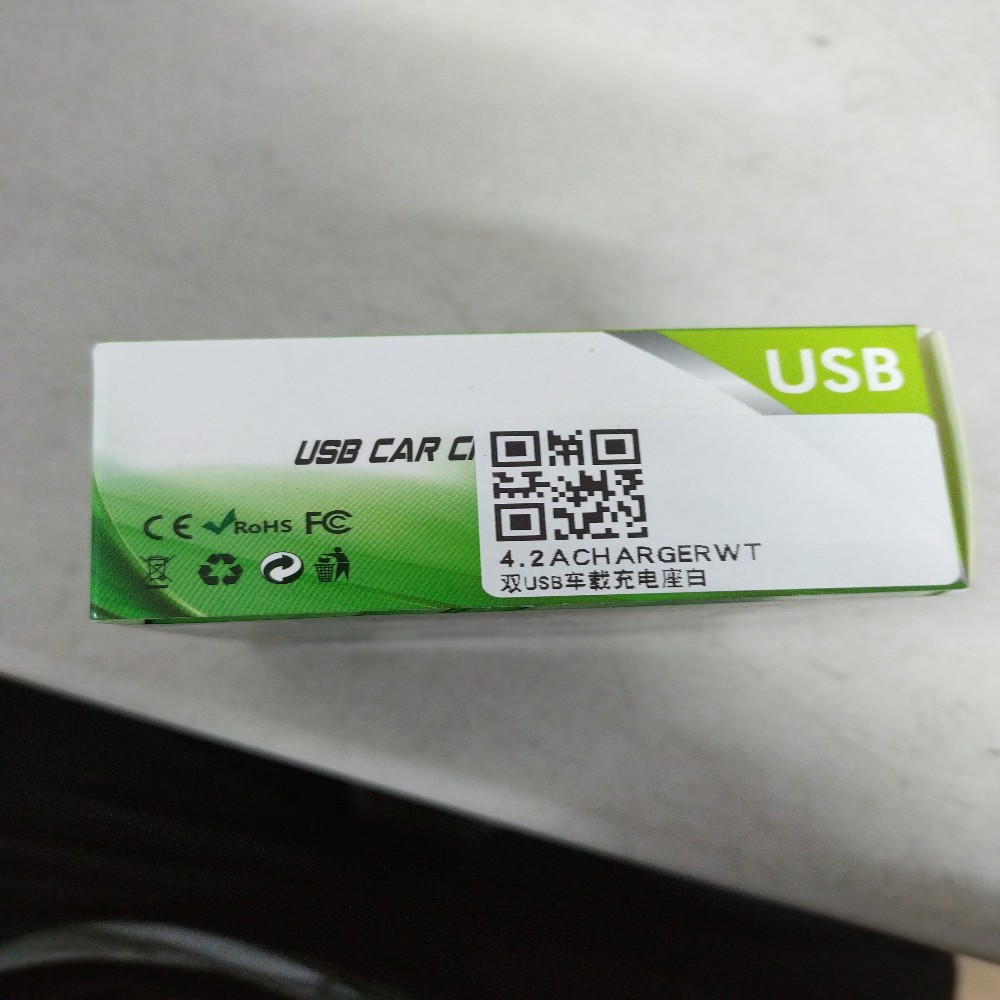 USB
USB CAR C
CE RoHS FC
4.2ACHARGERWT
双USB车载充电座白